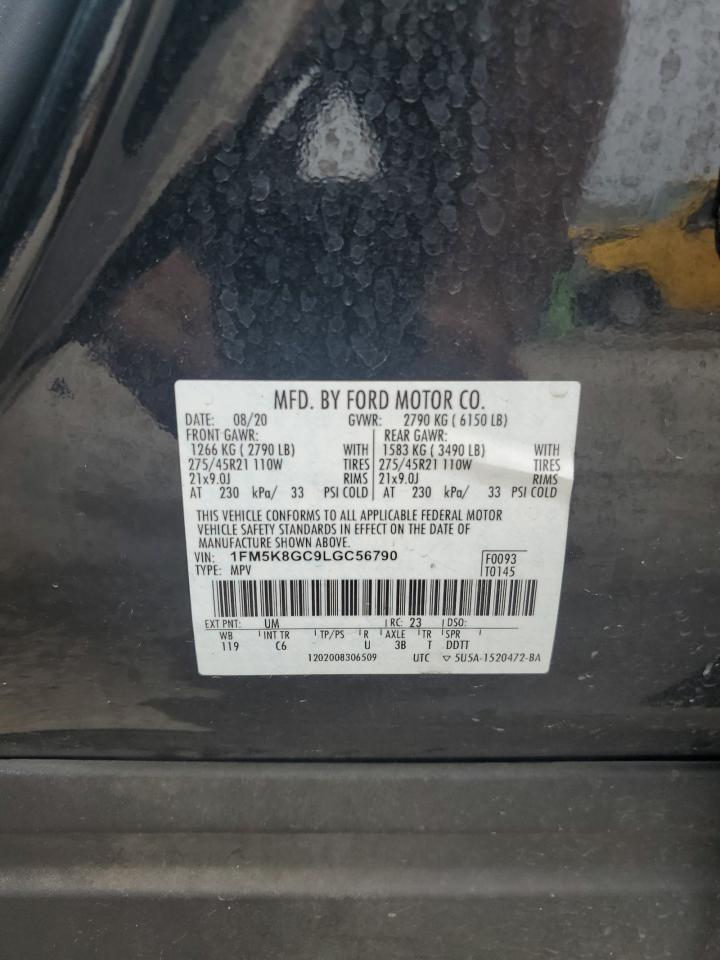 MFD. BY FORD MOTOR CO.
DATE: 08/20 GVWR: 2790 KG ( 6150 LB)
FRONT GAWR: REAR GAWR:
1266 KG ( 2790 LB) WITH 1583 KG ( 3490 LB) WITH
275/45R21 110W TIRES 275/45R21 110W TIRES
21x9.0J RIMS 21x9.0J RIMS
AT 230 kPa/ 33 PSI COLD AT 230 kPa/ 33 PSI COLD
THIS VEHICLE CONFORMS TO ALL APPLICABLE FEDERAL MOTOR
VEHICLE SAFETY STANDARDS IN EFFECT ON THE DATE OF
MANUFACTURE SHOWN ABOVE.
VIN: 1FM5K8GC9LGC56790 F0093
TYPE: MPV T0145
EXT PNT: UM RC: 23 DSO:
WB INT TR TP/PS R AXLE TR SPR
119 C6 U 3B T DDTT
1202008306509 UTC ▽ 5U5A-1520472-BA